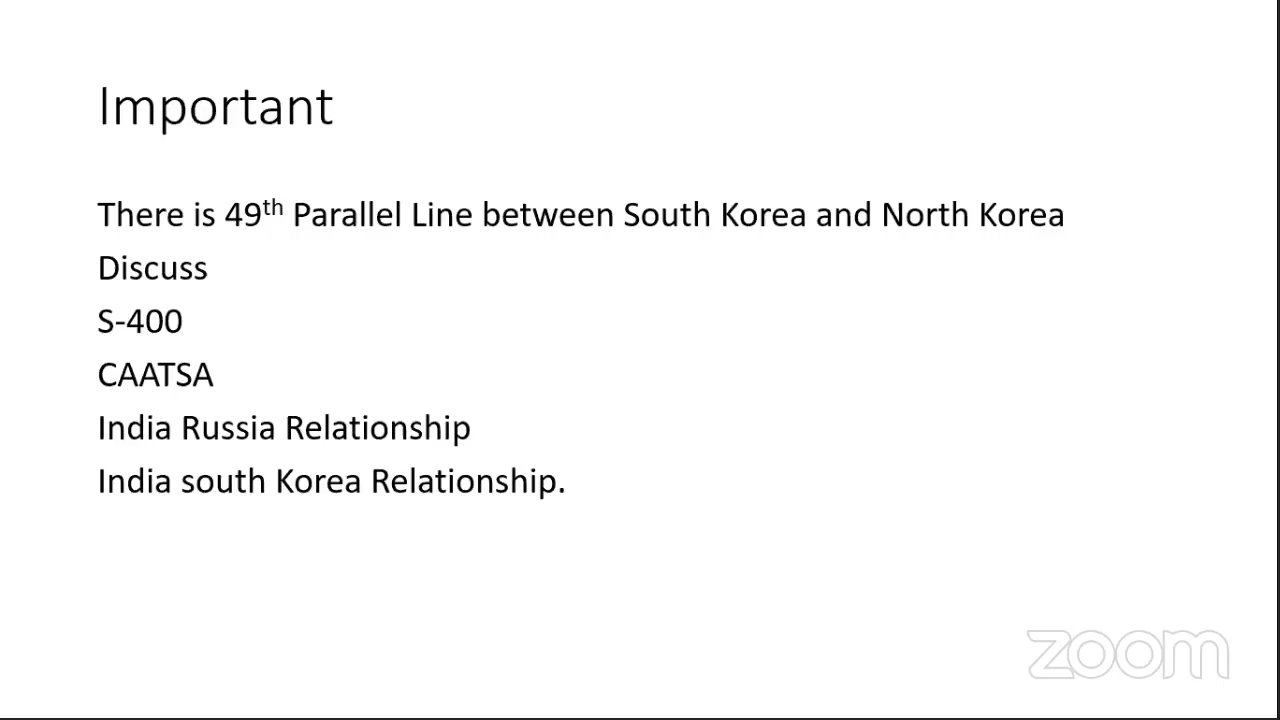 Important
There is 49th Parallel Line between South Korea and North Korea
Discuss
S-400
CAATSA
India Russia Relationship
India south Korea Relationship.
zoom